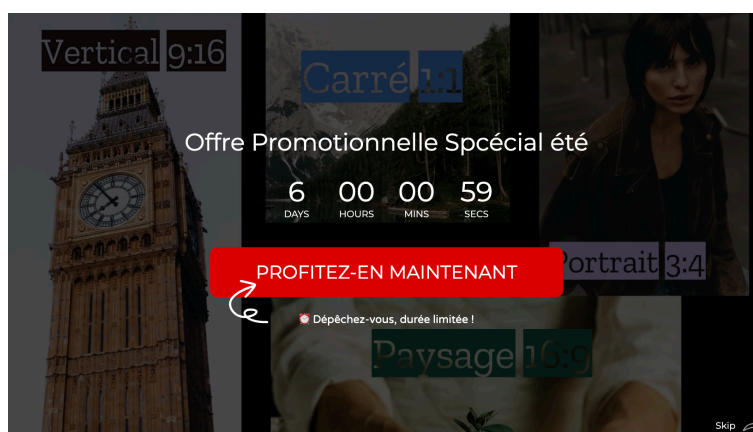 Vertical 9:16
Carré 1:1
Offre Promotionnelle Spcécial été
6 00 00 59
DAYS HOURS MINS SECS
PROFITEZ-EN MAINTENANT
Portrait 3:4
⏰ Dépêchez-vous, durée limitée !
Paysage 16:9
Skip